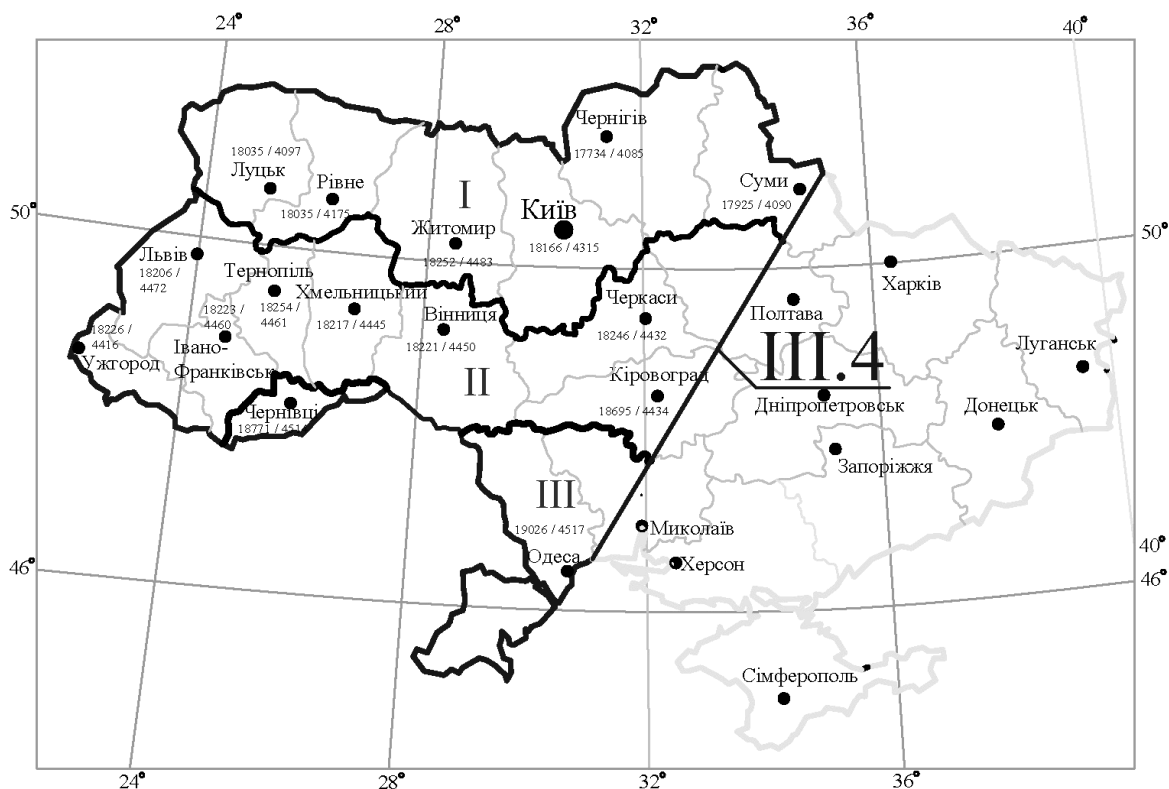 24° 28° 32° 36° 40°
Чернігів
17734 / 4085
18035 / 4097
Луцьк
Рівне
18035 / 4175
I
Суми
17925 / 4090
50°
Київ
18166 / 4315
Житомир
18252 / 4483
50°
Львів
18206 /
4472
Тернопіль
18254 /
4461
Хмельницький
18217 / 4445
Харків
Черкаси
18246 / 4432
Полтава
18223 /
4460
Вінниця
18221 / 4450
18226 /
4416
Ужгород
Івано-
Франківськ
III.4
Луганськ
II
Кіровоград
18695 / 4434
Дніпропетровськ
Донецьк
Чернівці
18771 / 4514
Запоріжжя
III
19026 / 4517
Одеса
Миколаїв
Херсон
40°
46°
46°
Сімферополь
24° 28° 32° 36°